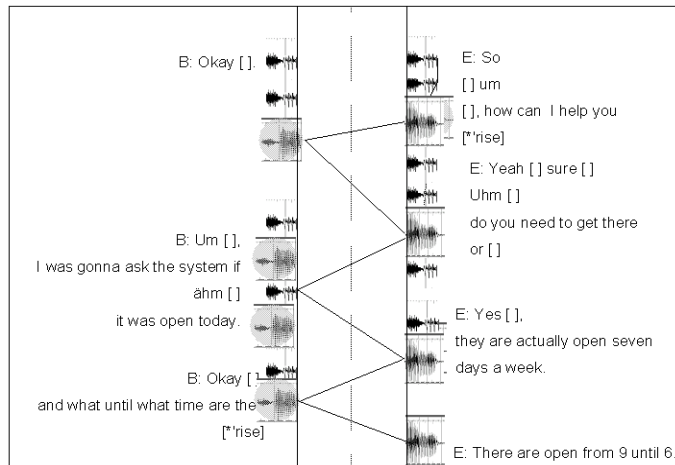 B: Okay [ ].
E: So
[ ] um
[ ], how can I help you
[*'rise]
E: Yeah [ ] sure [ ]
Uhm [ ]
do you need to get there
or [ ]
B: Um [ ],
I was gonna ask the system if
ähm [ ]
it was open today.
E: Yes [ ],
they are actually open seven
days a week.
B: Okay [ ]
and what until what time are the
[*'rise]
E: There are open from 9 until 6.